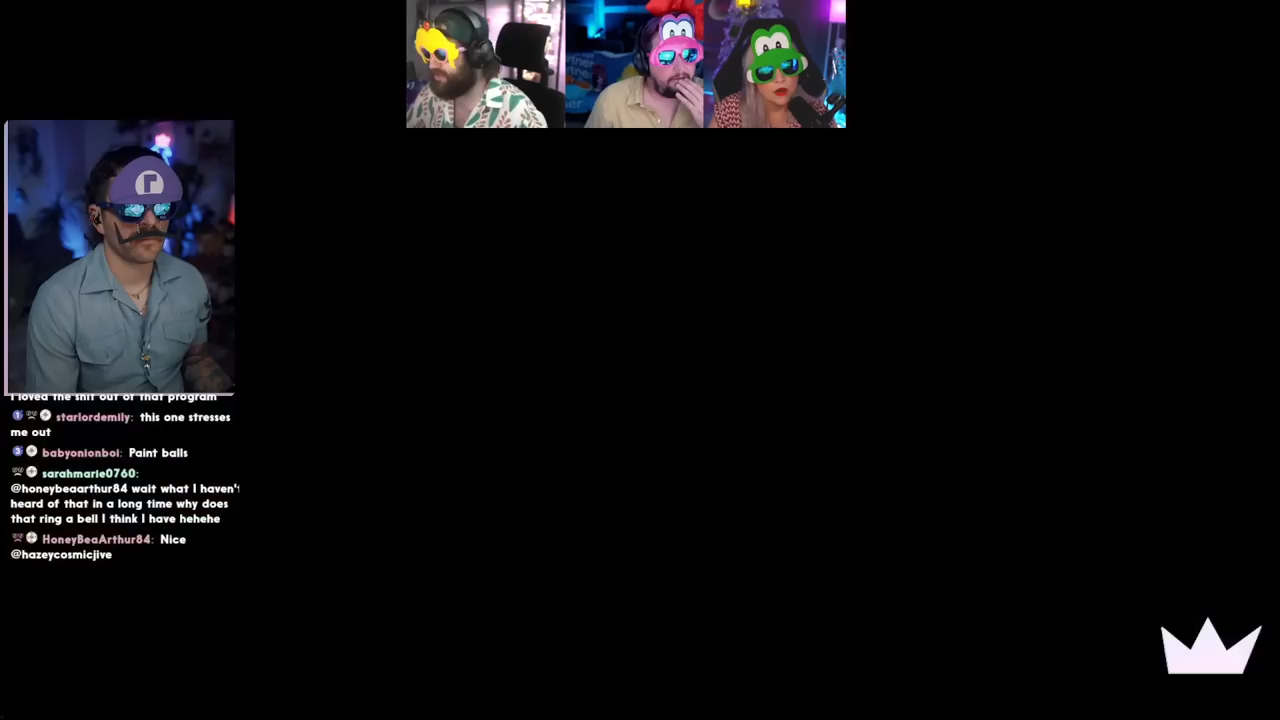 I loved the shit out of that program
starlordemily: this one stresses
me out
babyonionboi: Paint balls
sarahmarie0760:
@honeybeaarthur84 wait what I haven't
heard of that in a long time why does
that ring a bell I think I have hehehe
HoneyBeaArthur84: Nice
@hazeycosmicjive